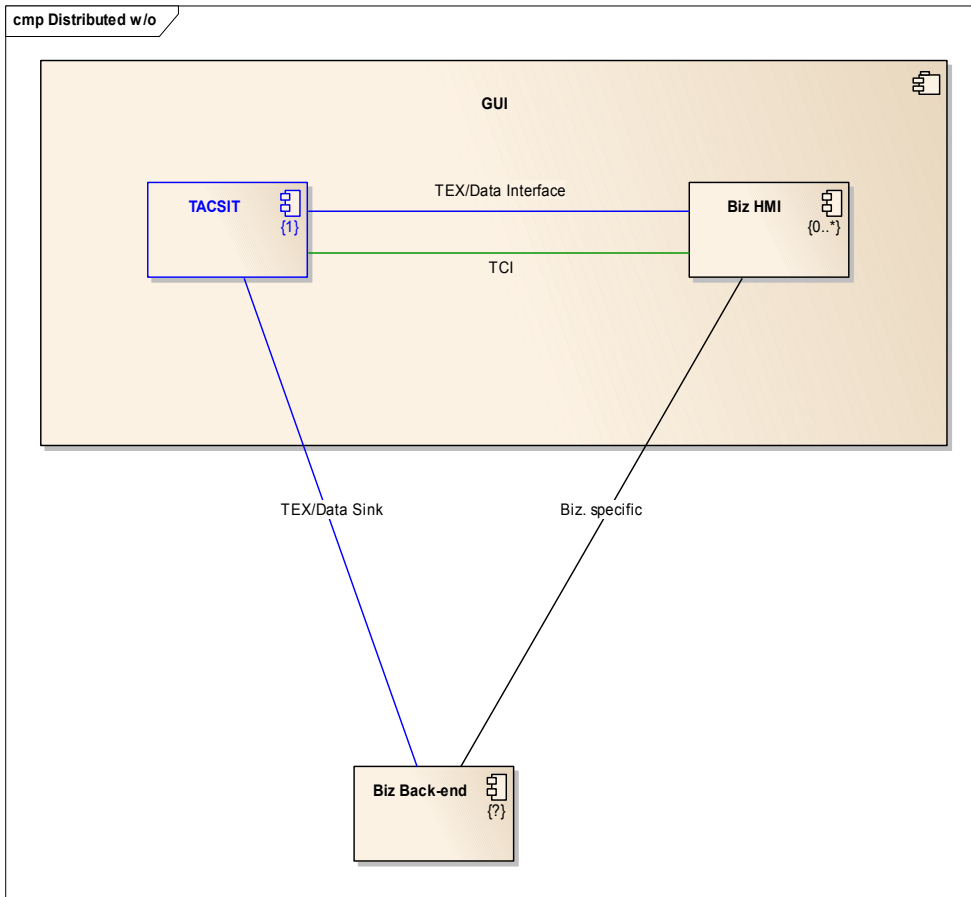 cmp Distributed w/o
GUI
TEX/Data Interface
TACSIT
{1}
Biz HMI
{0..*}
TCI
TEX/Data Sink
Biz. specific
Biz Back-end
{?}